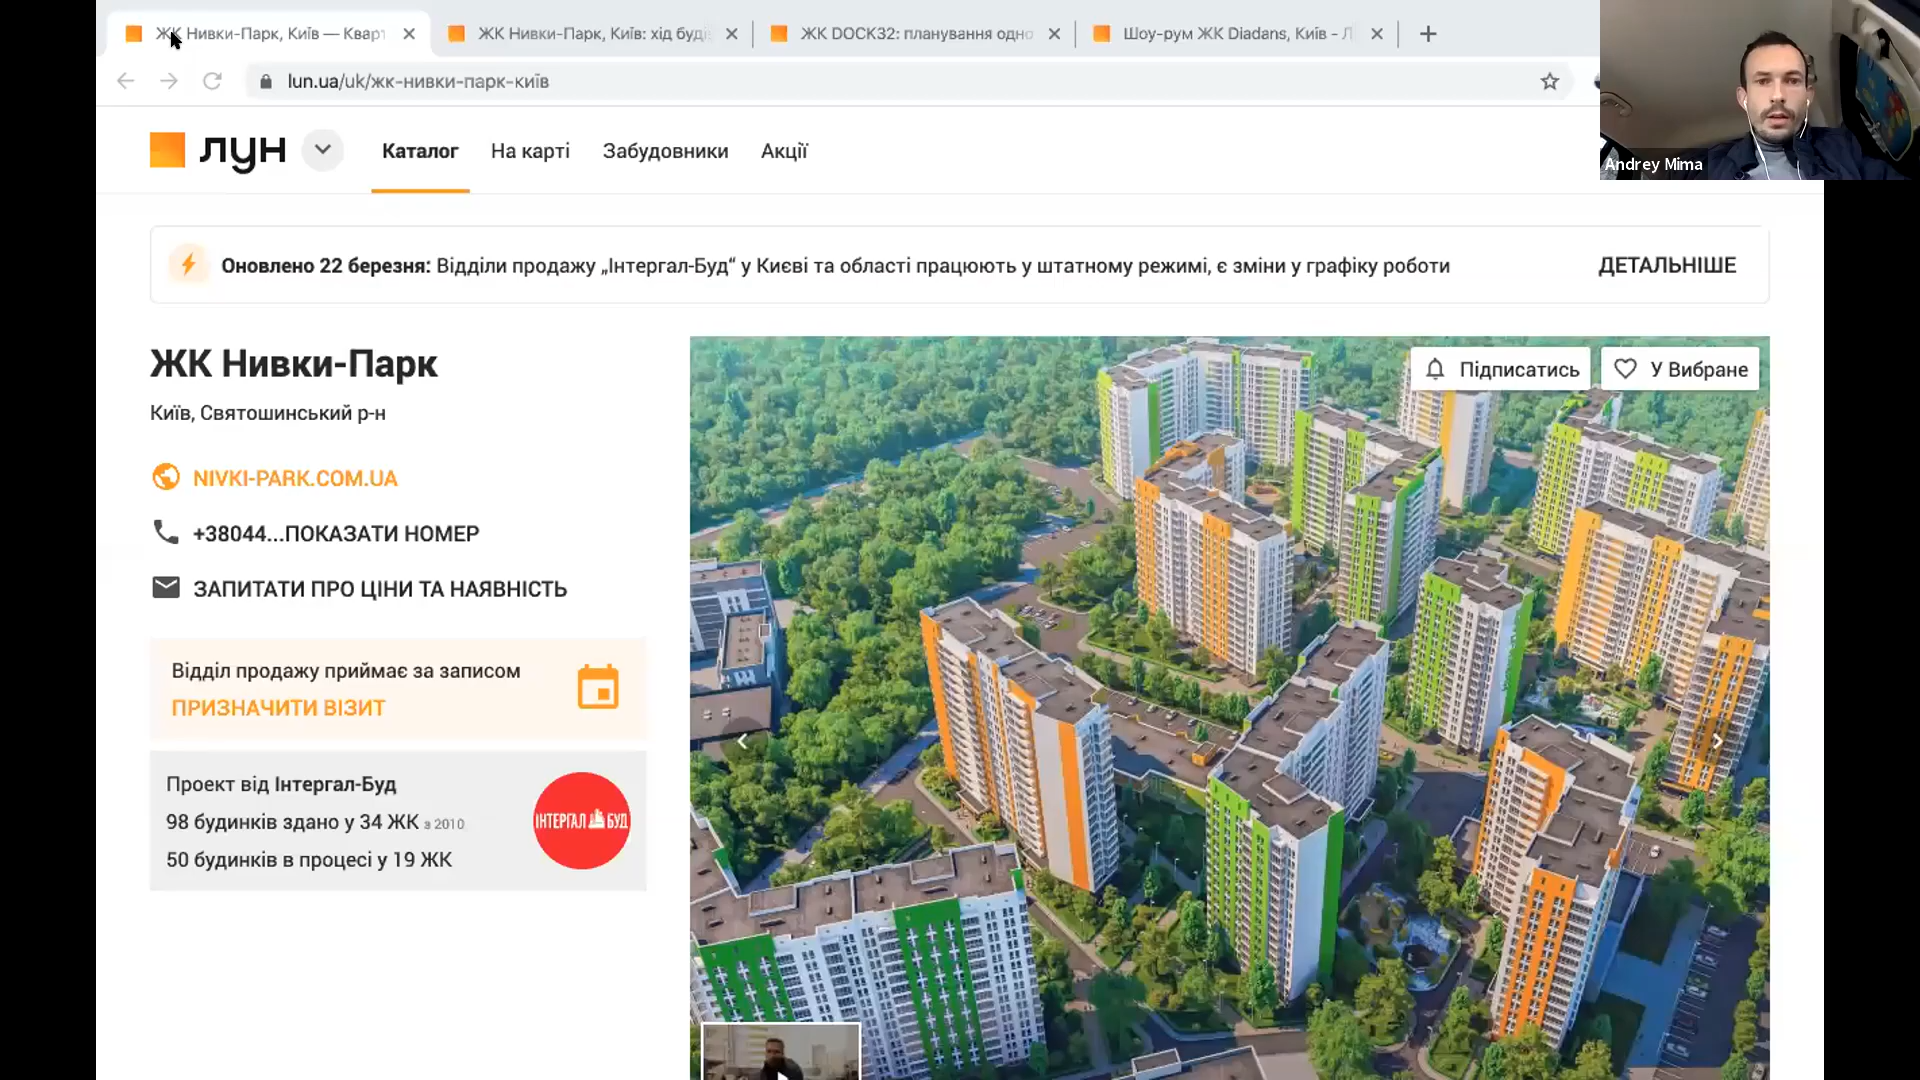 ЖК Нивки-Парк, Київ — Кварт
ЖК Нивки-Парк, Київ: хід буді
ЖК DOCK32: планування одно
Шоу-рум ЖК Diadans, Київ - Л
lun.ua/uk/жк-нивки-парк-київ
Andrey Mima
лун
Каталог
На карті
Забудовники
Акції
Оновлено 22 березня: Відділи продажу „Інтергал-Буд“ у Києві та області працюють у штатному режимі, є зміни у графіку роботи
ДЕТАЛЬНІШЕ
ЖК Нивки-Парк
Київ, Святошинський р-н
NIVKI-PARK.COM.UA
+38044...ПОКАЗАТИ НОМЕР
ЗАПИТАТИ ПРО ЦІНИ ТА НАЯВНІСТЬ
Відділ продажу приймає за записом
ПРИЗНАЧИТИ ВІЗИТ
Проект від Інтергал-Буд
98 будинків здано у 34 ЖК з 2010
50 будинків в процесі у 19 ЖК
ІНТЕРГАЛ БУД
Підписатись
У Вибране